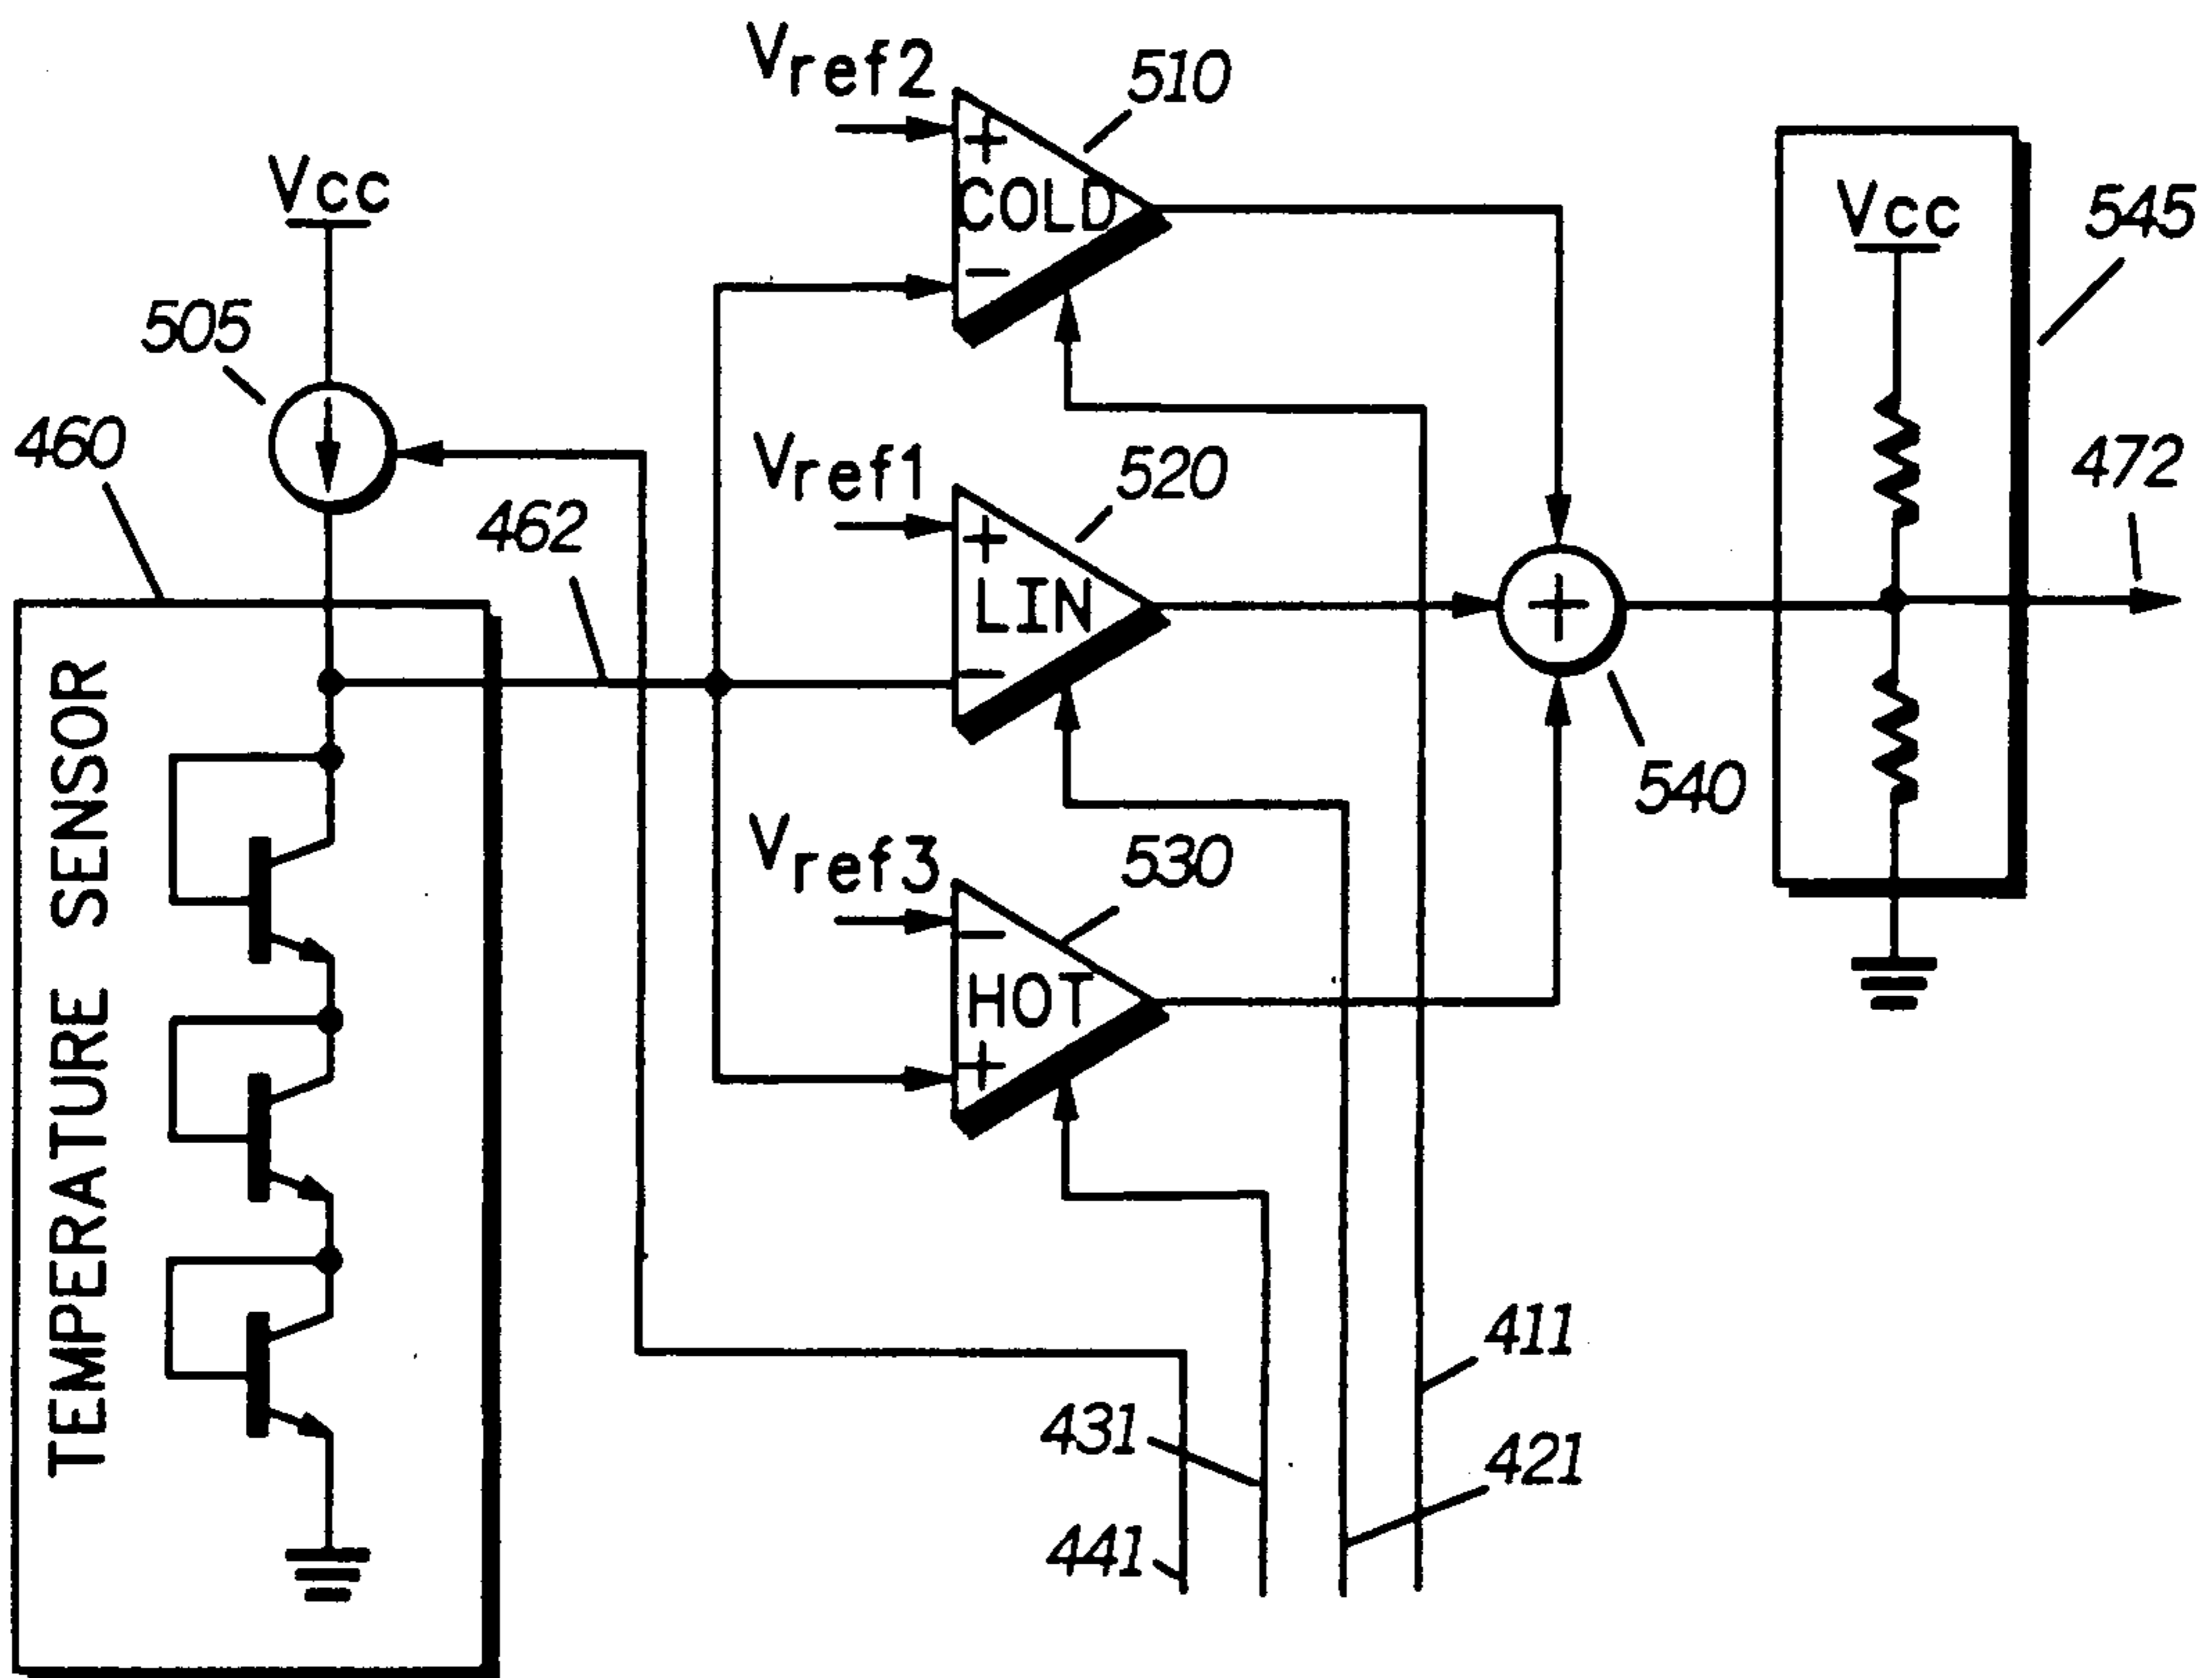 Vref2
510
+
COLD
−
Vcc
505
460
462
Vref1
520
+
LIN
−
Vref3
530
−
HOT
+
+
540
Vcc
545
472
TEMPERATURE SENSOR
411
431
421
441